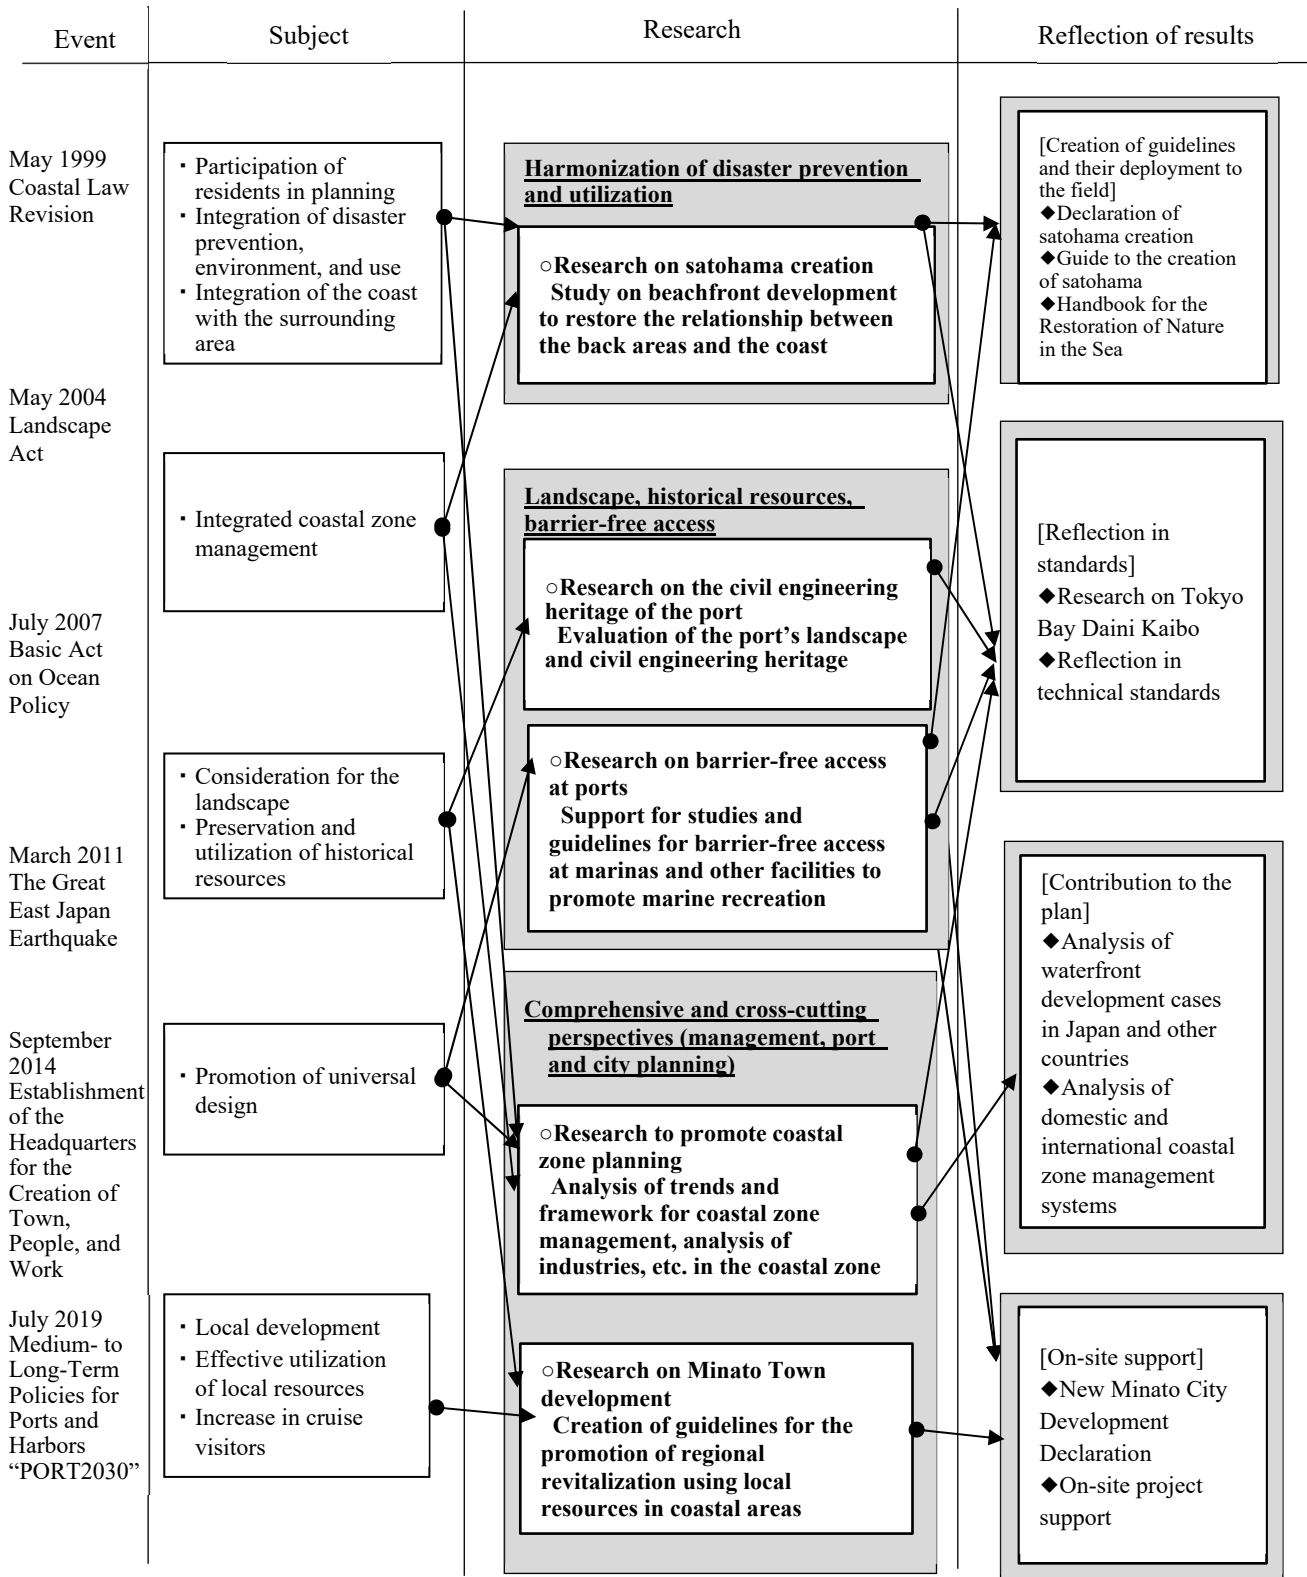 Event
Subject
Research
Reflection of results
May 1999
Coastal Law
Revision
May 2004
Landscape
Act
July 2007
Basic Act
on Ocean
Policy
March 2011
The Great
East Japan
Earthquake
September
2014
Establishment
of the
Headquarters
for the
Creation of
Town,
People, and
Work
July 2019
Medium- to
Long-Term
Policies for
Ports and
Harbors
“PORT2030”
・Participation of
residents in planning
・Integration of disaster
prevention,
environment, and use
・Integration of the coast
with the surrounding
area
・Integrated coastal zone
management
・Consideration for the
landscape
・Preservation and
utilization of historical
resources
・Promotion of universal
design
・Local development
・Effective utilization
of local resources
・Increase in cruise
visitors
Harmonization of disaster prevention
and utilization
○Research on satohama creation
Study on beachfront development
to restore the relationship between
the back areas and the coast
Landscape, historical resources,
barrier-free access
○Research on the civil engineering
heritage of the port
Evaluation of the port’s landscape
and civil engineering heritage
○Research on barrier-free access
at ports
Support for studies and
guidelines for barrier-free access
at marinas and other facilities to
promote marine recreation
Comprehensive and cross-cutting
perspectives (management, port
and city planning)
○Research to promote coastal
zone planning
Analysis of trends and
framework for coastal zone
management, analysis of
industries, etc. in the coastal zone
○Research on Minato Town
development
Creation of guidelines for the
promotion of regional
revitalization using local
resources in coastal areas
[Creation of guidelines
and their deployment to
the field]
◆Declaration of
satohama creation
◆Guide to the creation
of satohama
◆Handbook for the
Restoration of Nature
in the Sea
[Reflection in
standards]
◆Research on Tokyo
Bay Daini Kaibo
◆Reflection in
technical standards
[Contribution to the
plan]
◆Analysis of
waterfront
development cases
in Japan and other
countries
◆Analysis of
domestic and
international coastal
zone management
systems
[On-site support]
◆New Minato City
Development
Declaration
◆On-site project
support